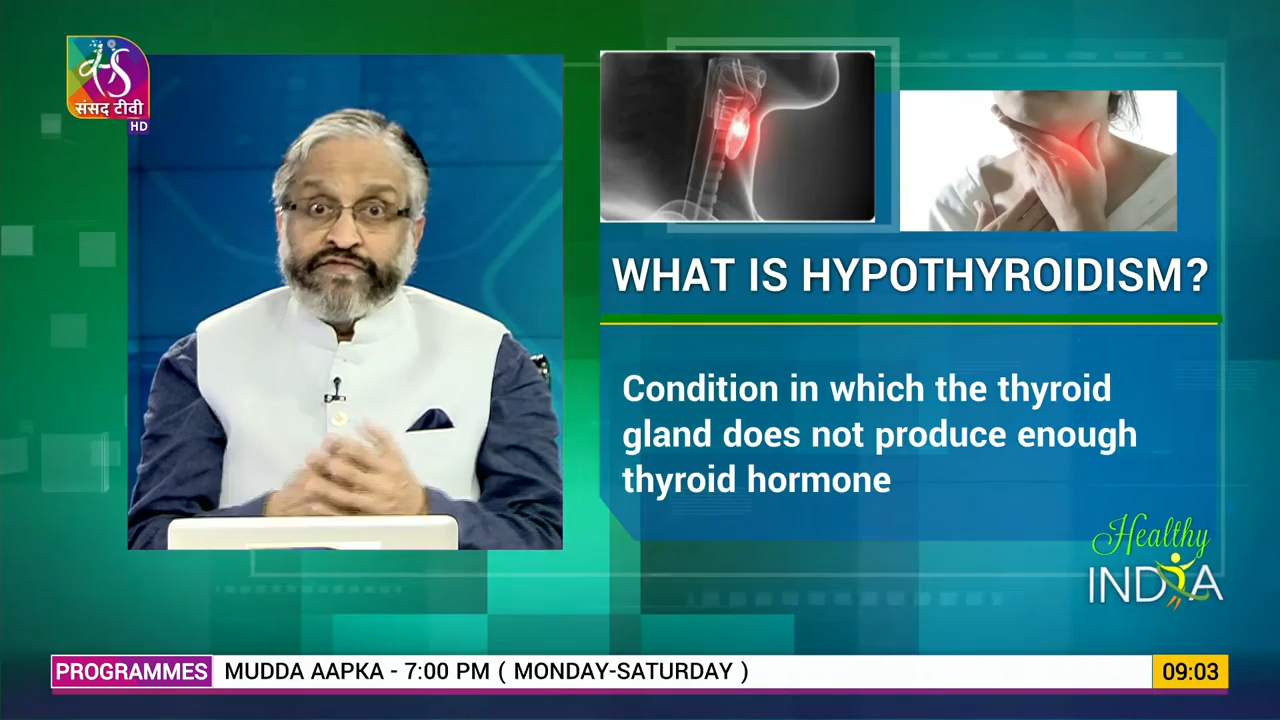 संसद टीवी
HD
WHAT IS HYPOTHYROIDISM?
Condition in which the thyroid
gland does not produce enough
thyroid hormone
Healthy
INDIA
PROGRAMMES MUDDA AAPKA - 7:00 PM ( MONDAY-SATURDAY ) 09:03